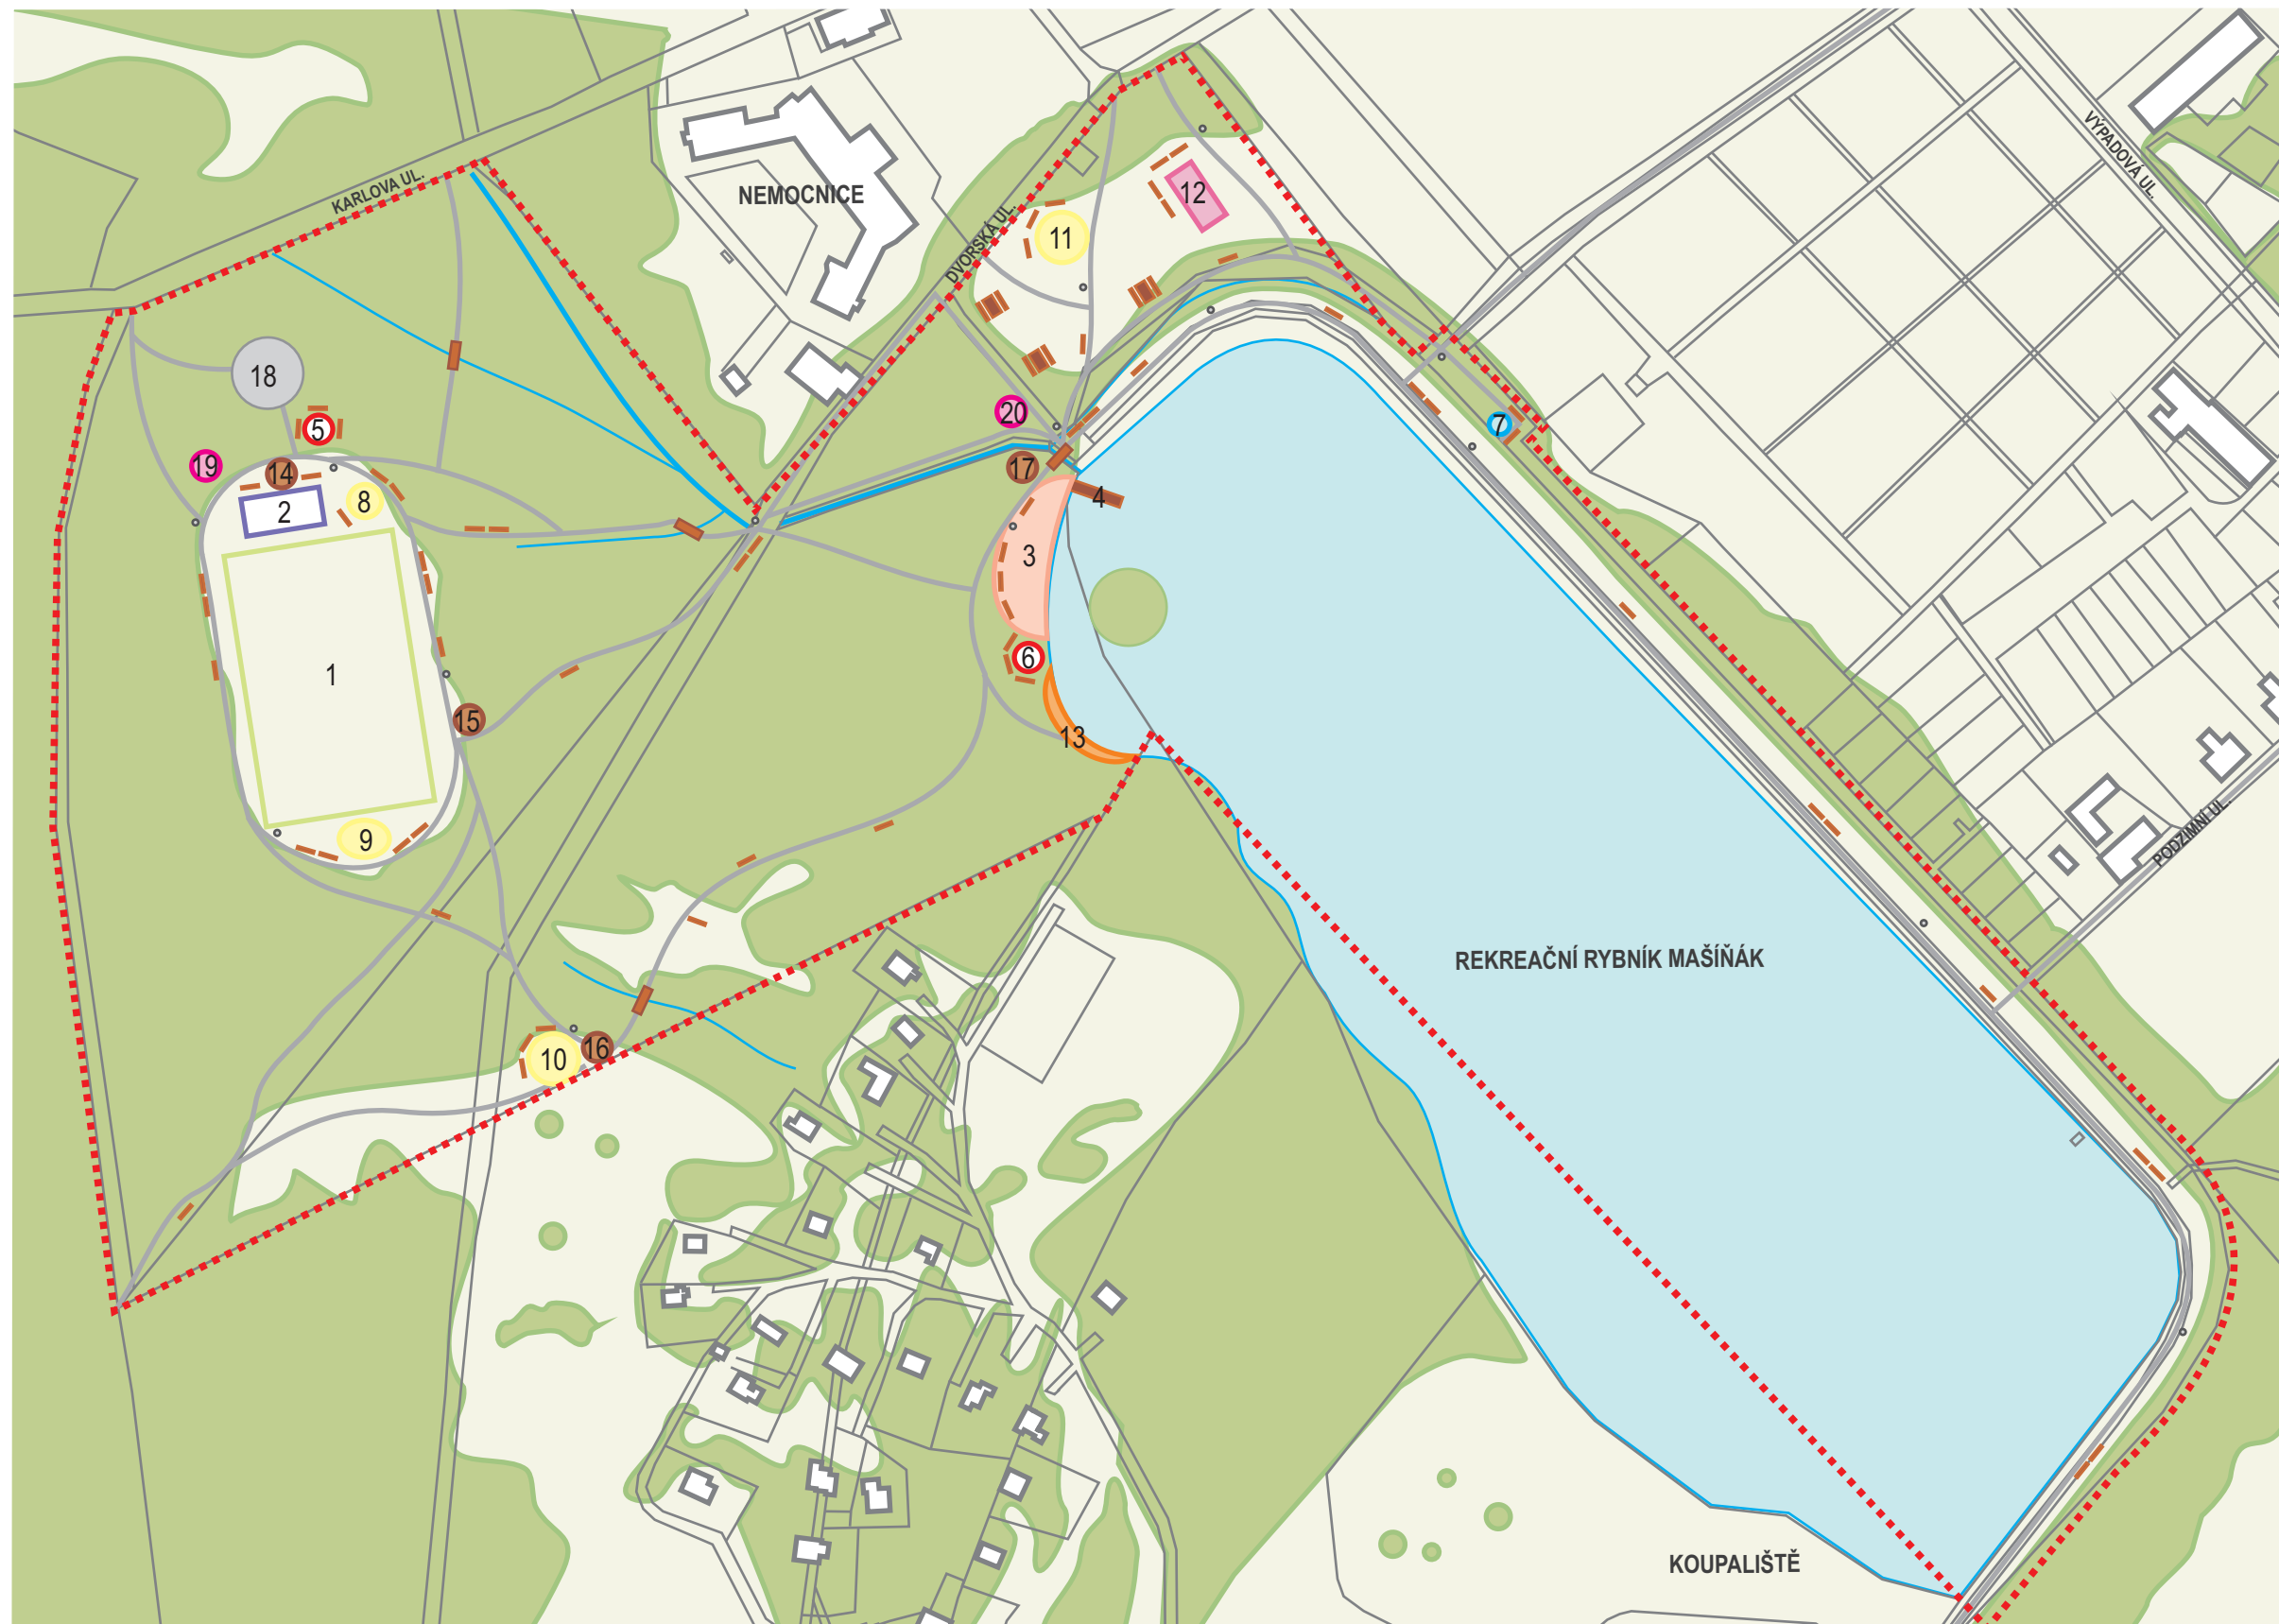 KARLOVA UL.
NEMOCNICE
DVORSKÁ UL.
VÝPADOVÁ UL.
12
11
18
5
20
7
19
14
17
8
2
4
3
6
1
15
13
9
PODZIMNÍ UL.
REKREAČNÍ RYBNÍK MAŠÍŇÁK
16
10
KOUPALIŠTĚ